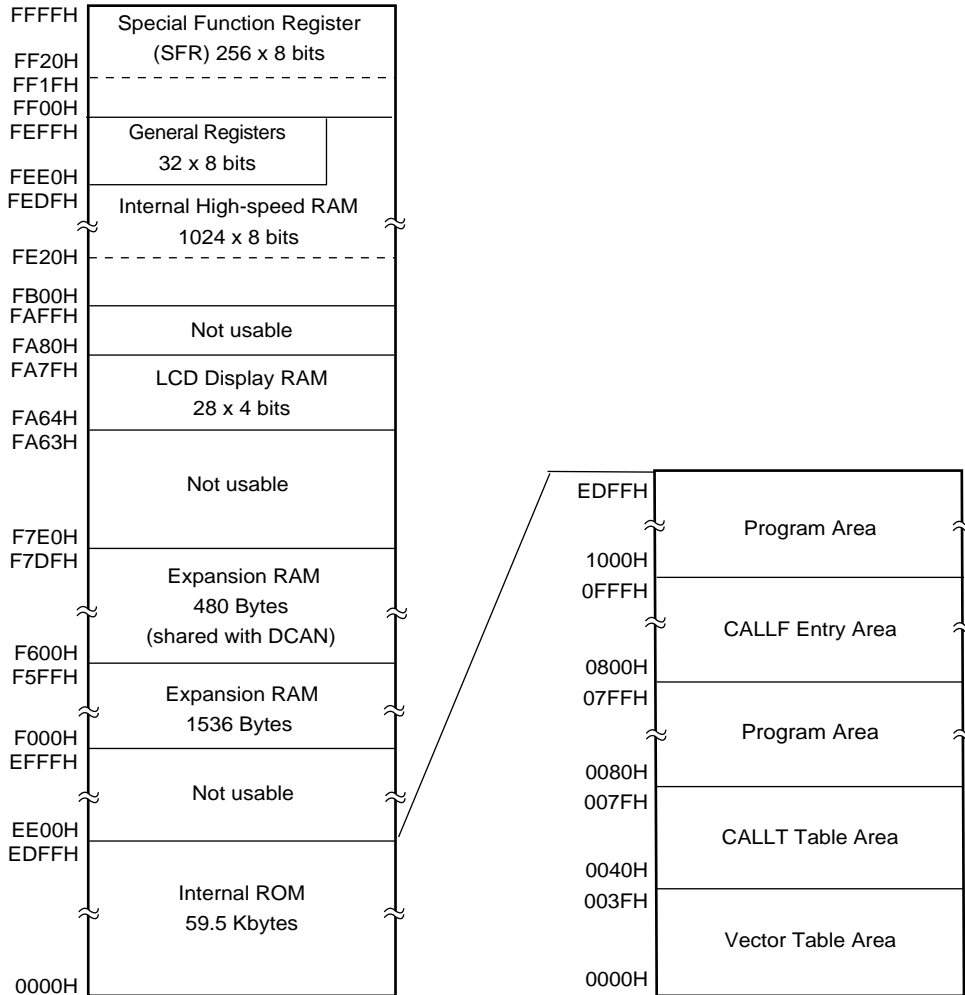 FFFFH
Special Function Register
(SFR) 256 x 8 bits
FF20H
FF1FH
FF00H
FEFFH
General Registers
32 x 8 bits
FEE0H
FEDFH
Internal High-speed RAM
1024 x 8 bits
FE20H
FB00H
FAFFH
Not usable
FA80H
FA7FH
LCD Display RAM
28 x 4 bits
FA64H
FA63H
Not usable
F7E0H
F7DFH
Expansion RAM
480 Bytes
(shared with DCAN)
F600H
F5FFH
Expansion RAM
1536 Bytes
F000H
EFFFH
Not usable
EE00H
EDFFH
Internal ROM
59.5 Kbytes
0000H
EDFFH
Program Area
1000H
0FFFH
CALLF Entry Area
0800H
07FFH
Program Area
0080H
007FH
CALLT Table Area
0040H
003FH
Vector Table Area
0000H